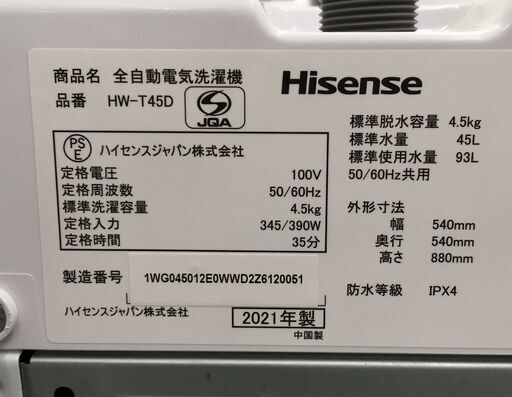 商品名 全自動電気洗濯機
品番 HW-T45D
JQA
Hisense
PS
E
ハイセンスジャパン株式会社
定格電圧 100V
定格周波数 50/60Hz
標準洗濯容量 4.5kg
定格入力 345/390W
定格時間 35分
製造番号 1WG045012E0WWD2Z6120051
ハイセンスジャパン株式会社 2021年製
中国製
標準脱水容量 4.5kg
標準水量 45L
標準使用水量 93L
50/60Hz共用
外形寸法
幅 540mm
奥行 540mm
高さ 880mm
防水等級 IPX4